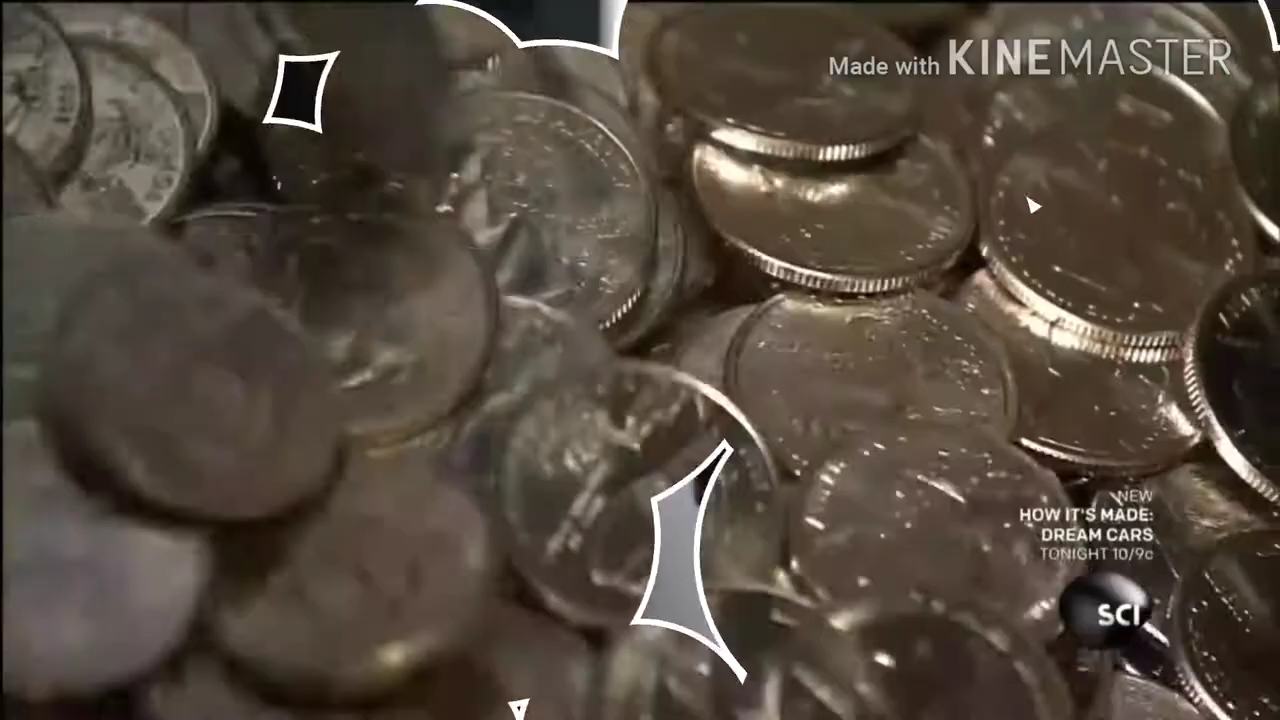 Made with KINEMASTER
NEW
HOW IT'S MADE:
DREAM CARS
TONIGHT 10/9c
SCI